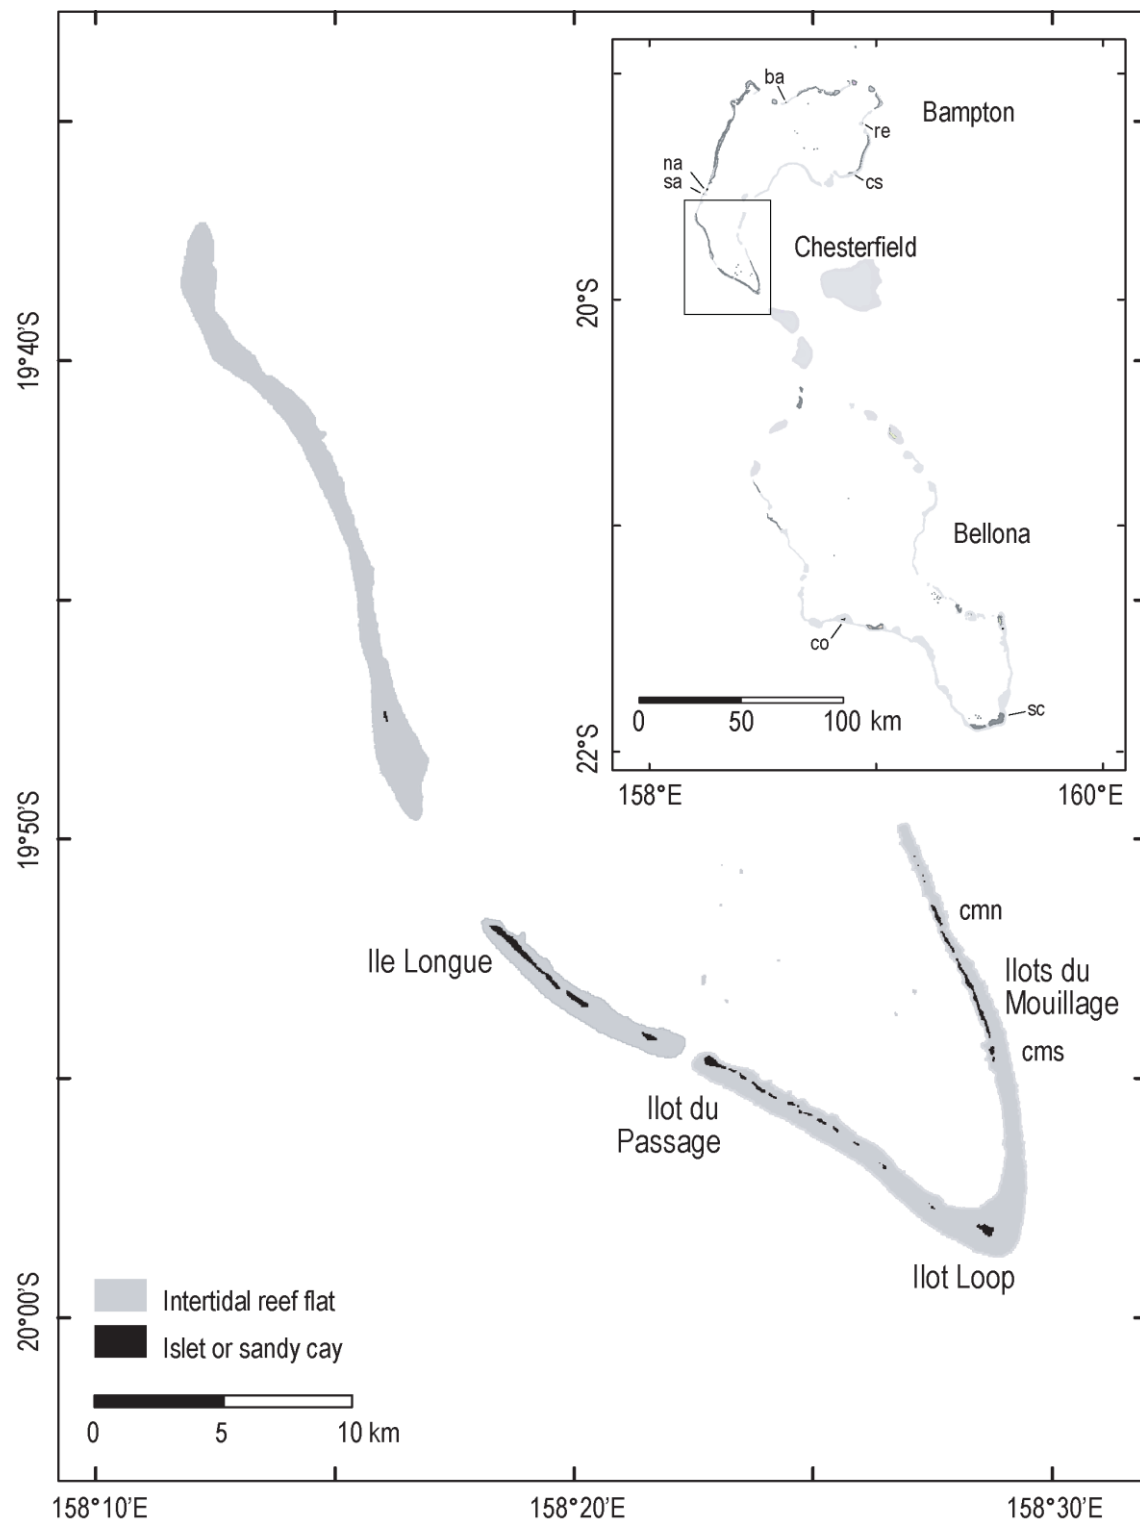 ba
Bampton
re
na
sa
cs
Chesterfield
20°S
19°40'S
Bellona
co
sc
0 50 100 km
22°S
158°E 160°E
19°50'S
cmn
Ile Longue
Ilots du
Mouillage
cms
Ilot du
Passage
Ilot Loop
20°00'S
Intertidal reef flat
Islet or sandy cay
0 5 10 km
158°10'E 158°20'E 158°30'E